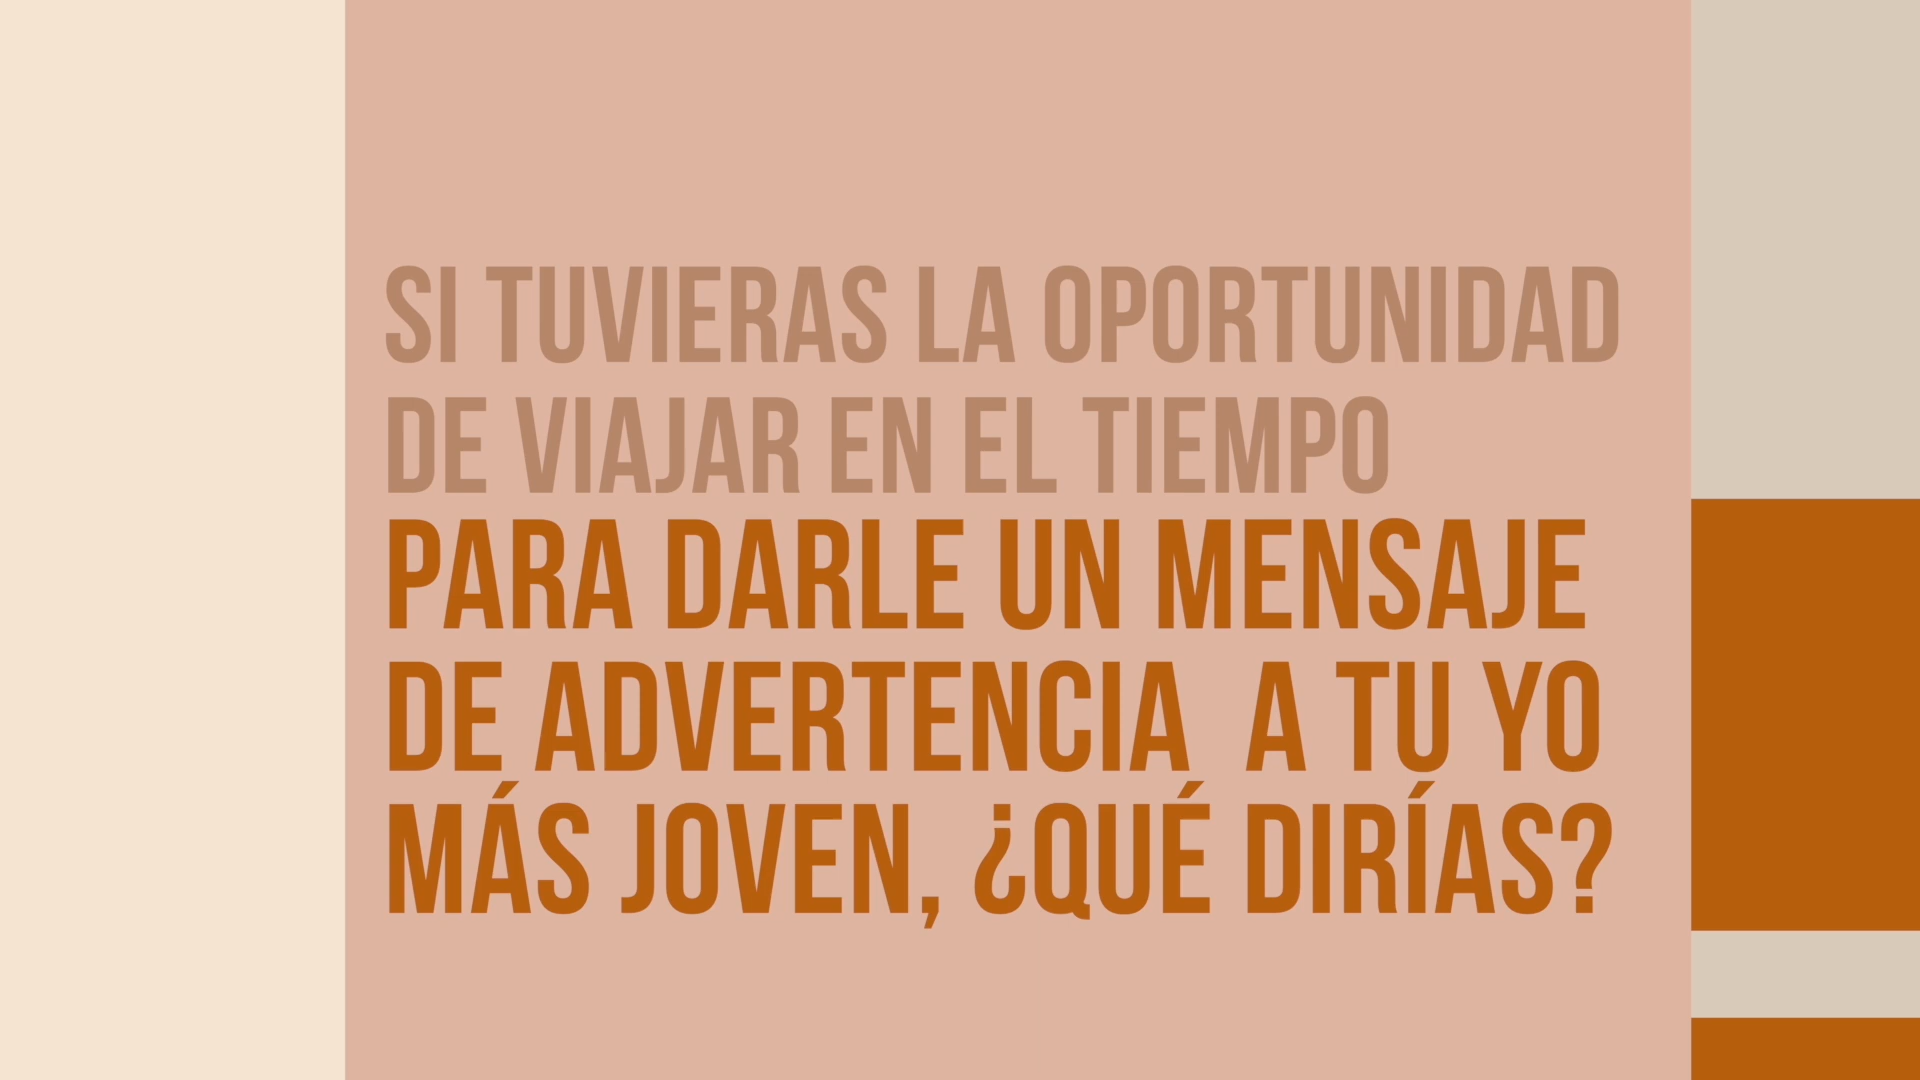 SI TUVIERAS LA OPORTUNIDAD
DE VIAJAR EN EL TIEMPO
PARA DARLE UN MENSAJE
DE ADVERTENCIA  A TU YO
MÁS JOVEN, ¿QUÉ DIRÍAS?